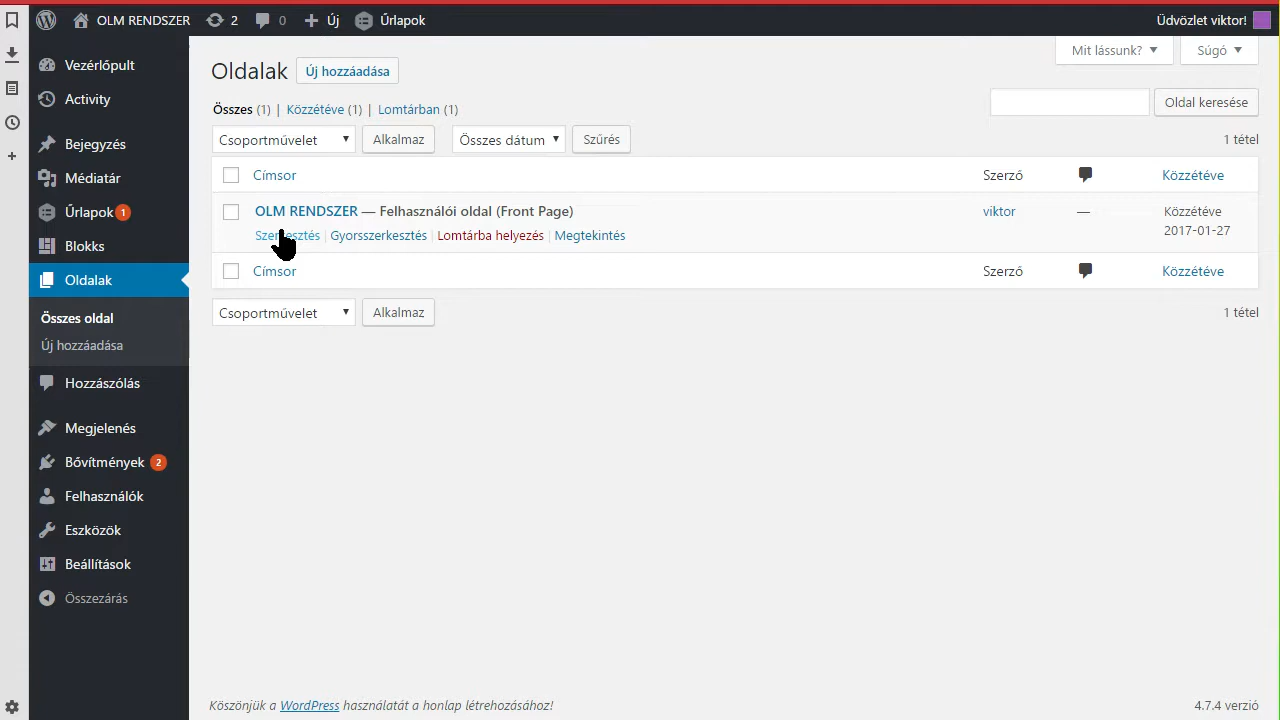 OLM RENDSZER 2 0 Új Űrlapok Üdvözlet viktor!
Vezérlőpult
Activity
Bejegyzés
Médiatár
Űrlapok 1
Blokks
Oldalak
Összes oldal
Új hozzáadása
Hozzászólás
Megjelenés
Bővítmények 2
Felhasználók
Eszközök
Beállítások
Összezárás
Mit lássunk? Súgó
Oldalak Új hozzáadása
Összes (1) | Közzétéve (1) | Lomtárban (1)
Oldal keresése
Csoportművelet Alkalmaz Összes dátum Szűrés 1 tétel
Címsor Szerző Közzétéve
OLM RENDSZER — Felhasználói oldal (Front Page) viktor — Közzétéve
2017-01-27
Szerkesztés | Gyorsszerkesztés | Lomtárba helyezés | Megtekintés
Címsor Szerző Közzétéve
Csoportművelet Alkalmaz 1 tétel
Köszönjük a WordPress használatát a honlap létrehozásához! 4.7.4 verzió